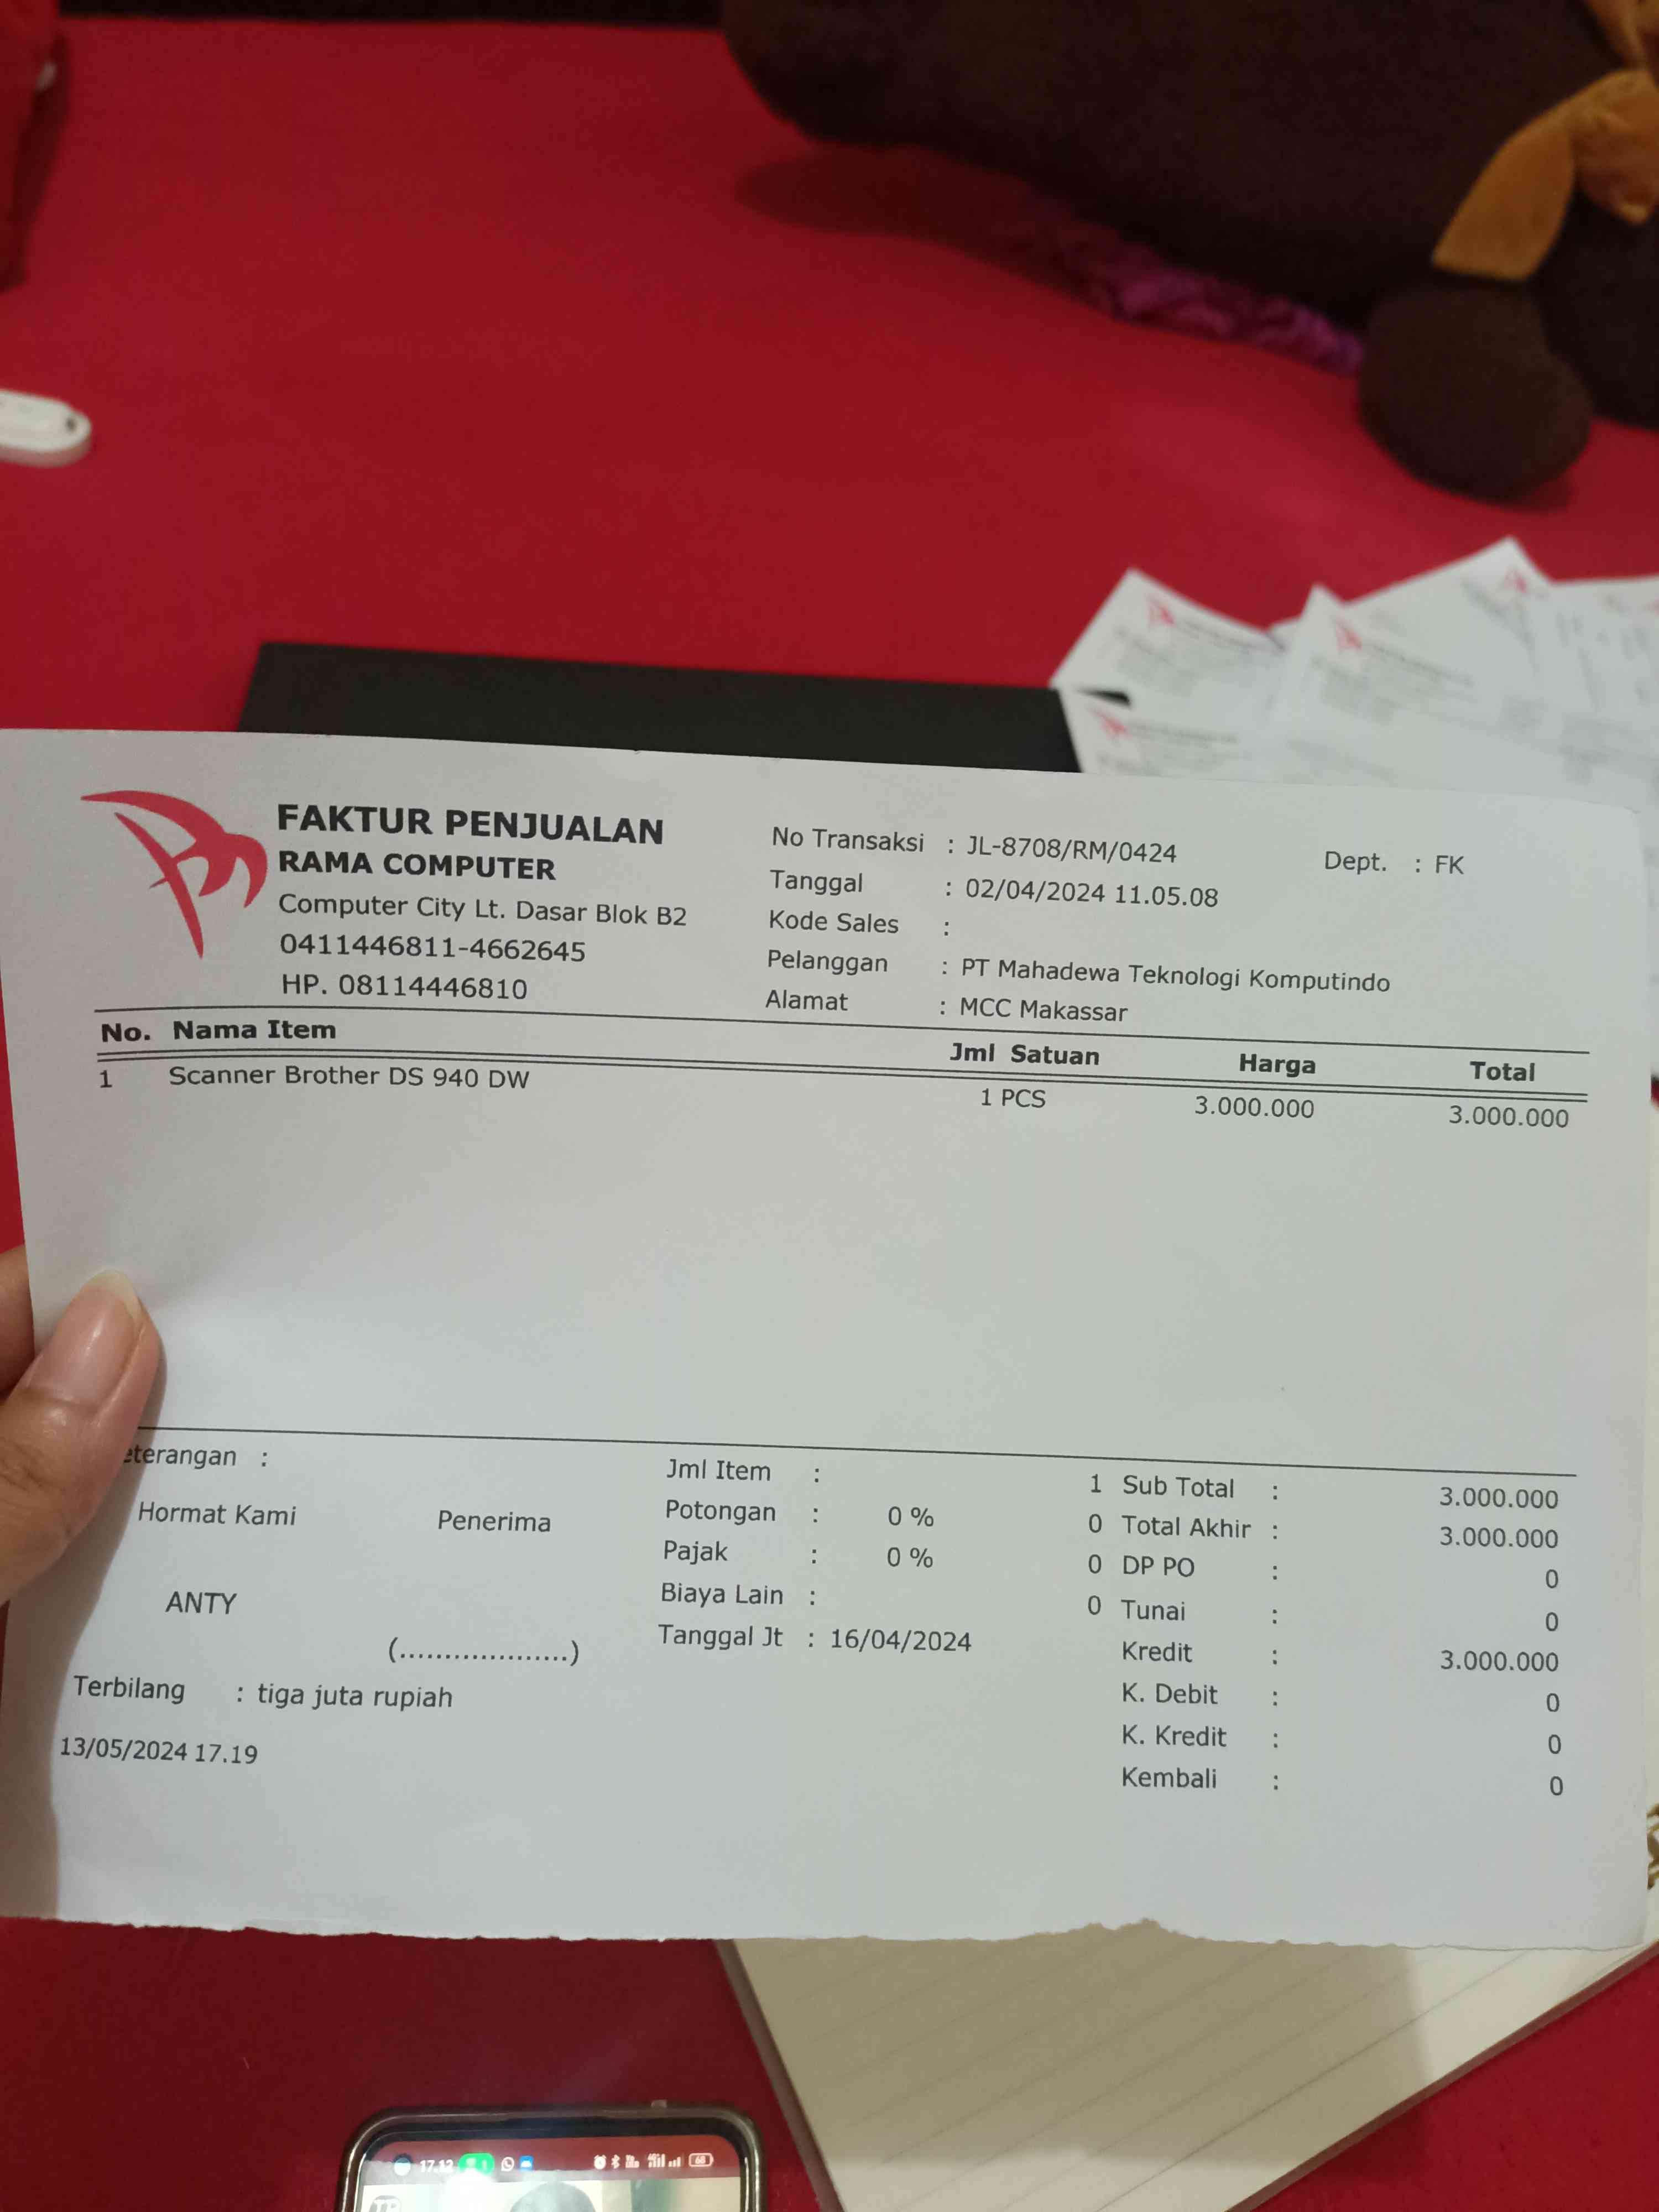 FAKTUR PENJUALAN
RAMA COMPUTER
Computer City Lt. Dasar Blok B2
0411446811-4662645
HP. 08114446810
No Transaksi : JL-8708/RM/0424 Dept. : FK
Tanggal : 02/04/2024 11.05.08
Kode Sales :
Pelanggan : PT Mahadewa Teknologi Komputindo
Alamat : MCC Makassar
No. Nama Item Jml Satuan Harga Total
1 Scanner Brother DS 940 DW 1 PCS 3.000.000 3.000.000
eterangan :
Hormat Kami Penerima
ANTY
(...................)
Terbilang : tiga juta rupiah
13/05/2024 17.19
Jml Item : 1
Potongan : 0 % 0
Pajak : 0 % 0
Biaya Lain : 0
Tanggal Jt : 16/04/2024
Sub Total : 3.000.000
Total Akhir : 3.000.000
DP PO : 0
Tunai : 0
Kredit : 3.000.000
K. Debit : 0
K. Kredit : 0
Kembali : 0
17.12